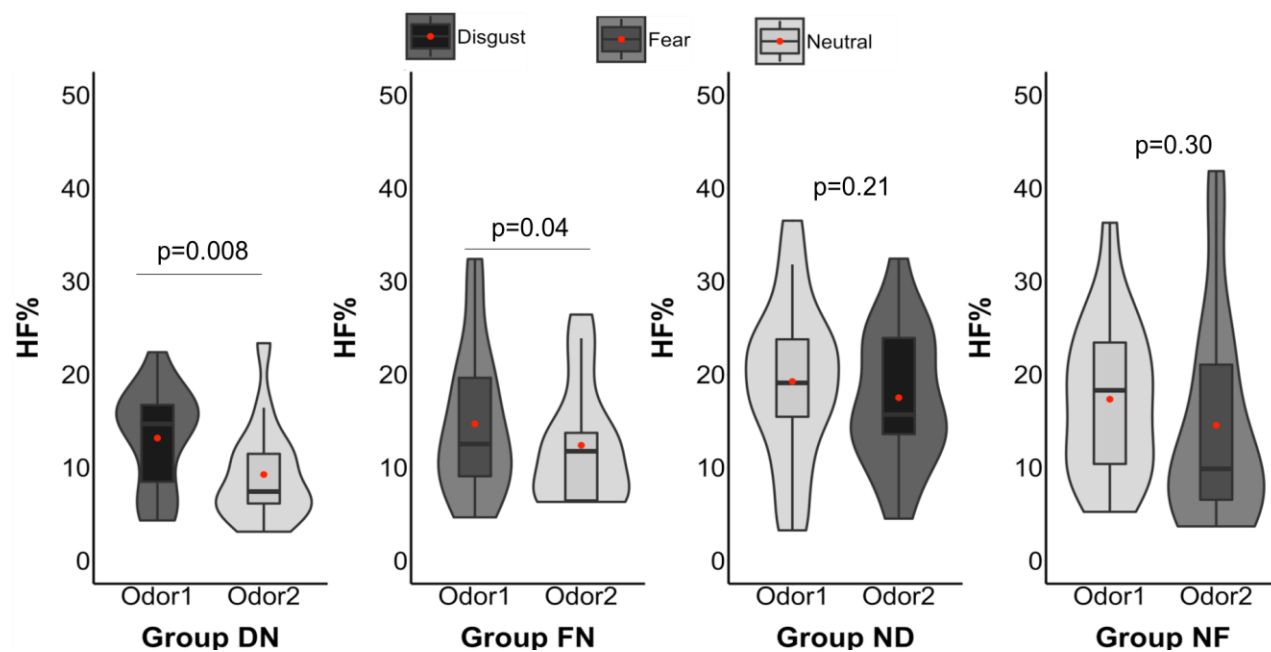 Disgust
Fear
Neutral
50
40
30
20
10
0
HF%
p=0.008
Odor1 Odor2
Group DN
50
40
30
20
10
0
HF%
p=0.04
Odor1 Odor2
Group FN
50
40
30
20
10
0
HF%
p=0.21
Odor1 Odor2
Group ND
50
40
30
20
10
0
HF%
p=0.30
Odor1 Odor2
Group NF